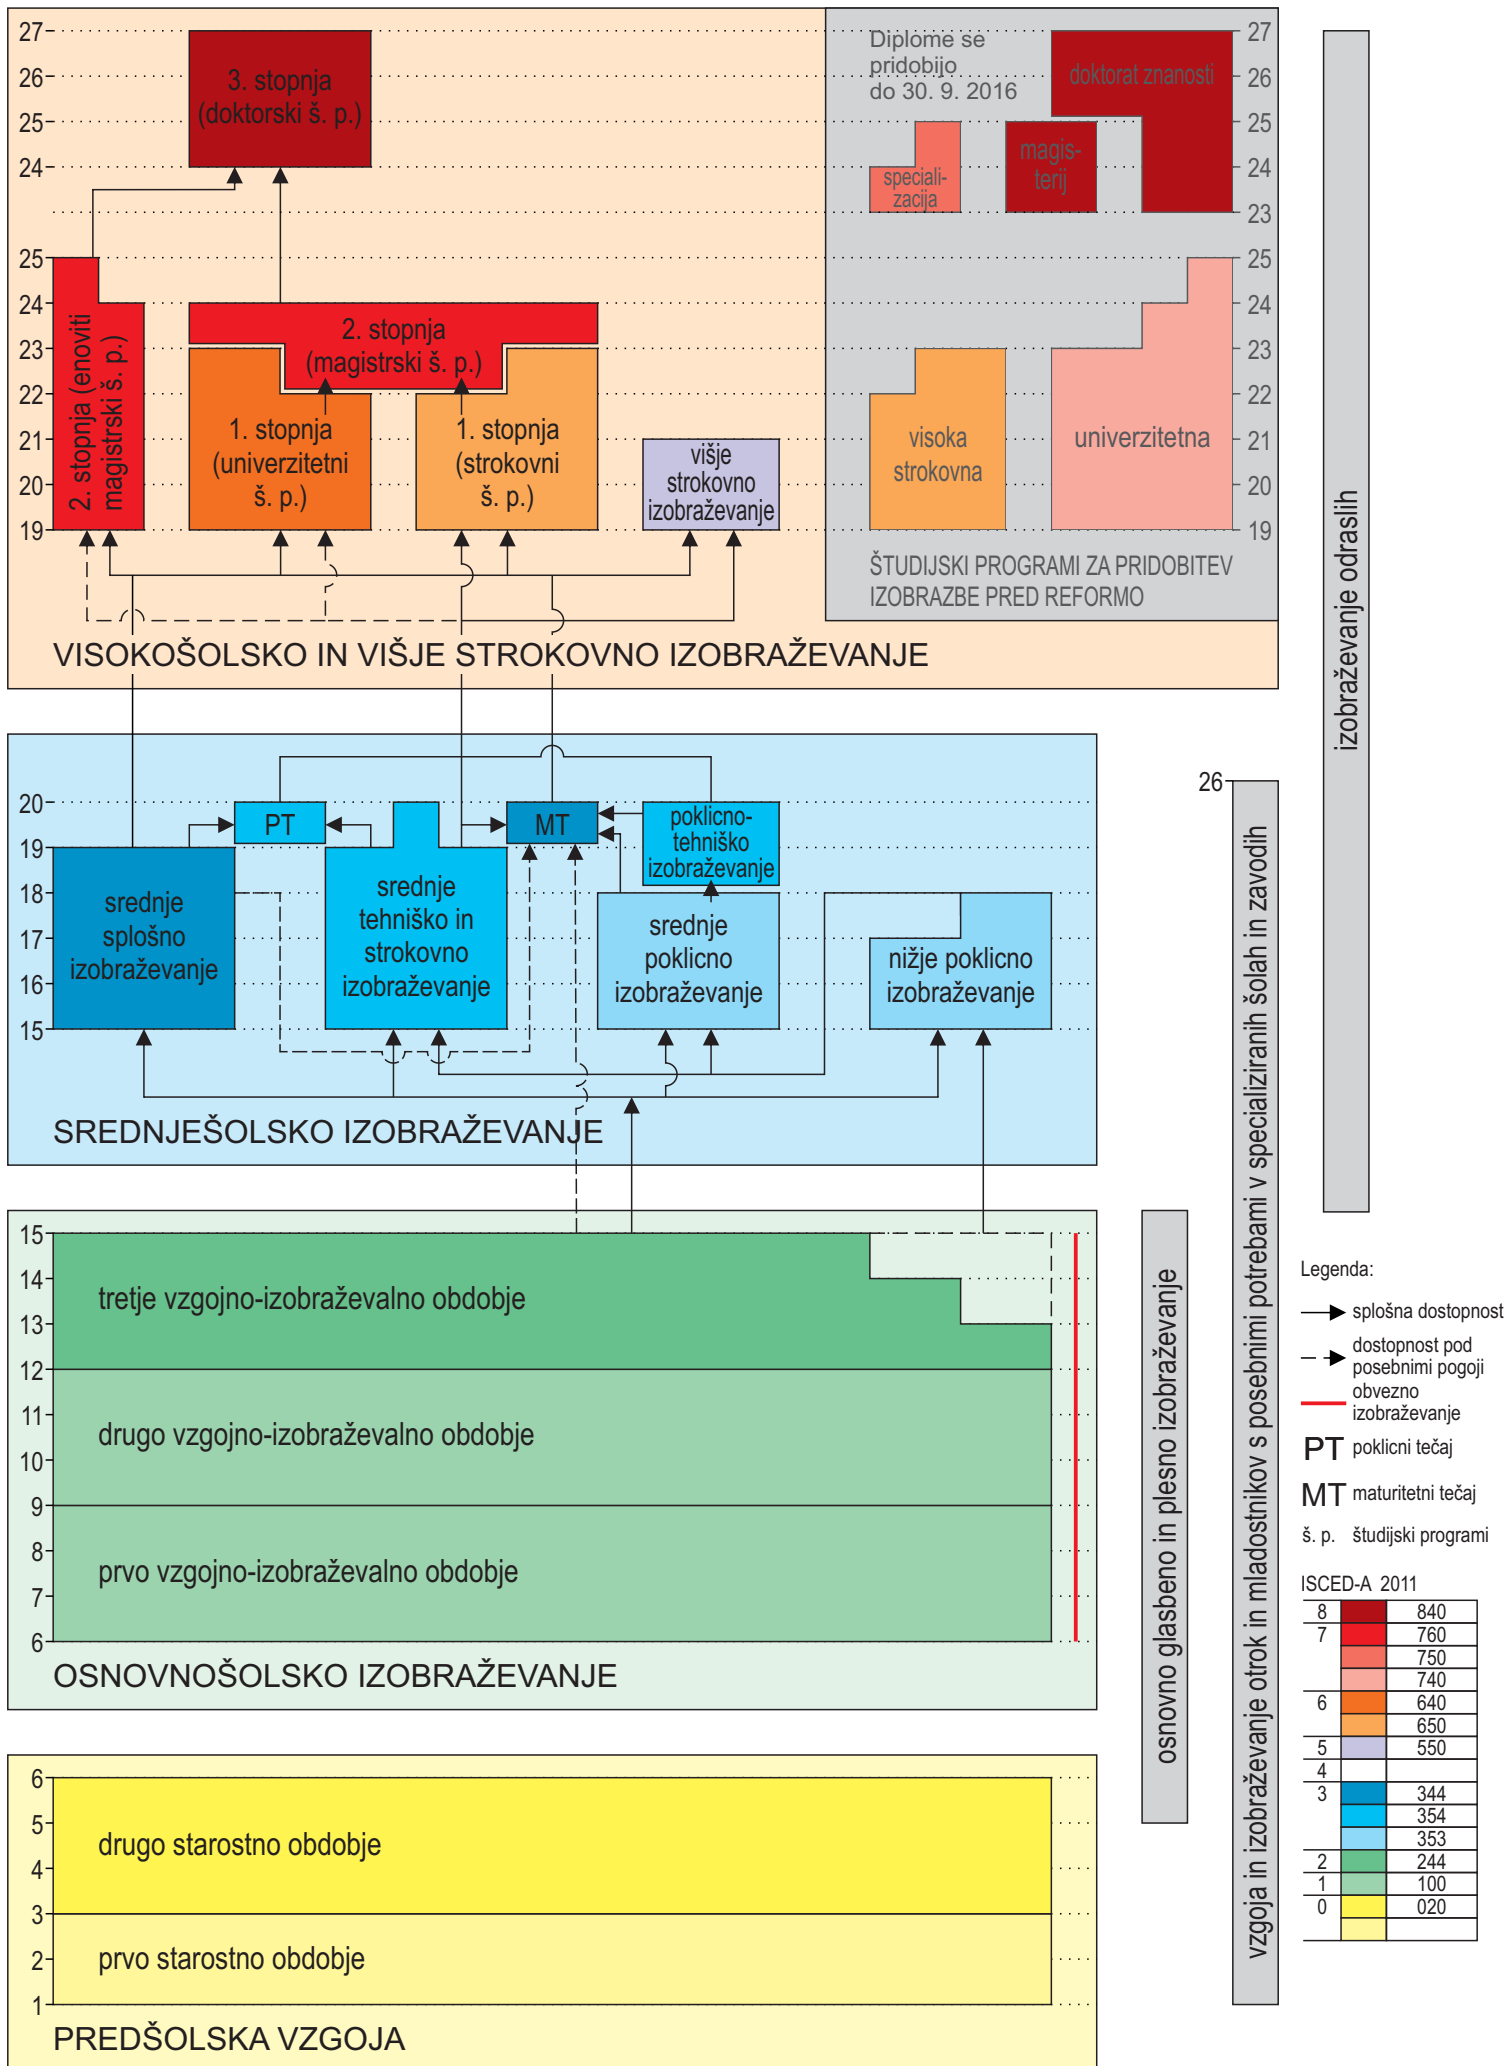 27
26
25
24
25
24
23
22
21
20
19
3. stopnja
(doktorski š. p.)
2. stopnja (enoviti
magistrski š. p.)
2. stopnja
(magistrski š. p.)
1. stopnja
(univerzitetni
š. p.)
1. stopnja
(strokovni
š. p.)
višje
strokovno
izobraževanje
VISOKOŠOLSKO IN VIŠJE STROKOVNO IZOBRAŽEVANJE
Diplome se
pridobijo
do 30. 9. 2016
doktorat znanosti
magis-
terij
speciali-
zacija
visoka
strokovna
univerzitetna
27
26
25
24
23
25
24
23
22
21
20
19
ŠTUDIJSKI PROGRAMI ZA PRIDOBITEV
IZOBRAZBE PRED REFORMO
izobraževanje odraslih
20
19
18
17
16
15
PT
MT
poklicno-
tehniško
izobraževanje
srednje
splošno
izobraževanje
srednje
tehniško in
strokovno
izobraževanje
srednje
poklicno
izobraževanje
nižje poklicno
izobraževanje
SREDNJEŠOLSKO IZOBRAŽEVANJE
26
vzgoja in izobraževanje otrok in mladostnikov s posebnimi potrebami v specializiranih šolah in zavodih
15
14
13
12
11
10
9
8
7
6
tretje vzgojno-izobraževalno obdobje
drugo vzgojno-izobraževalno obdobje
prvo vzgojno-izobraževalno obdobje
OSNOVNOŠOLSKO IZOBRAŽEVANJE
osnovno glasbeno in plesno izobraževanje
6
5
4
3
2
1
drugo starostno obdobje
prvo starostno obdobje
PREDŠOLSKA VZGOJA
Legenda:
splošna dostopnost
dostopnost pod
posebnimi pogoji
obvezno
izobraževanje
PT poklicni tečaj
MT maturitetni tečaj
š. p. študijski programi
ISCED-A 2011
8 840
7 760
750
740
6 640
650
5 550
4
3 344
354
353
2 244
1 100
0 020